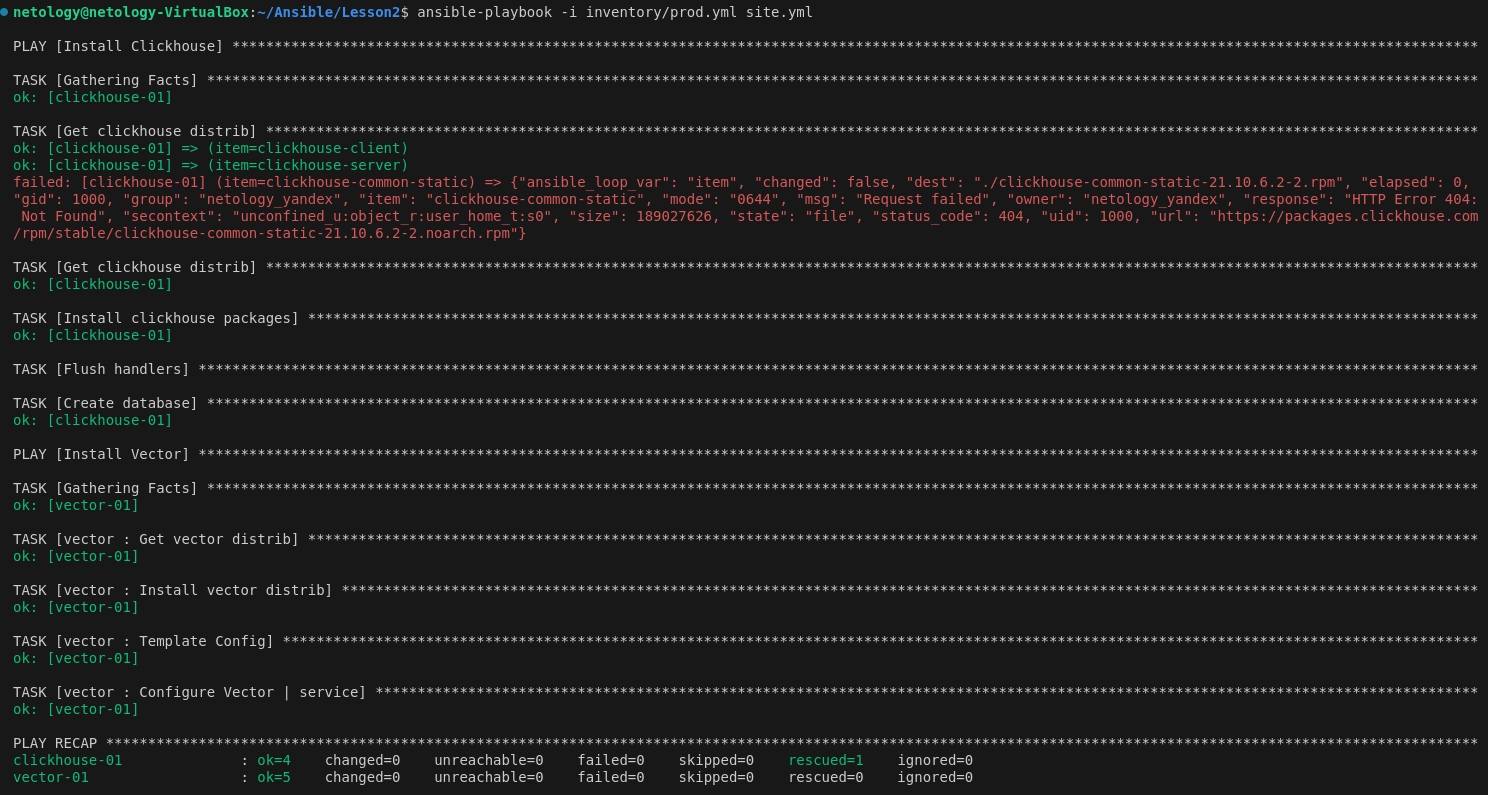 netology@netology-VirtualBox:~/Ansible/Lesson2$ ansible-playbook -i inventory/prod.yml site.yml
PLAY [Install Clickhouse] ****************************************************************************************************************************************************
TASK [Gathering Facts] *******************************************************************************************************************************************************
ok: [clickhouse-01]
TASK [Get clickhouse distrib] ************************************************************************************************************************************************
ok: [clickhouse-01] => (item=clickhouse-client)
ok: [clickhouse-01] => (item=clickhouse-server)
failed: [clickhouse-01] (item=clickhouse-common-static) => {"ansible_loop_var": "item", "changed": false, "dest": "./clickhouse-common-static-21.10.6.2-2.rpm", "elapsed": 0,
"gid": 1000, "group": "netology_yandex", "item": "clickhouse-common-static", "mode": "0644", "msg": "Request failed", "owner": "netology_yandex", "response": "HTTP Error 404:
Not Found", "secontext": "unconfined_u:object_r:user_home_t:s0", "size": 189027626, "state": "file", "status_code": 404, "uid": 1000, "url": "https://packages.clickhouse.com
/rpm/stable/clickhouse-common-static-21.10.6.2-2.noarch.rpm"}
TASK [Get clickhouse distrib] ************************************************************************************************************************************************
ok: [clickhouse-01]
TASK [Install clickhouse packages] *******************************************************************************************************************************************
ok: [clickhouse-01]
TASK [Flush handlers] ********************************************************************************************************************************************************
TASK [Create database] *******************************************************************************************************************************************************
ok: [clickhouse-01]
PLAY [Install Vector] ********************************************************************************************************************************************************
TASK [Gathering Facts] *******************************************************************************************************************************************************
ok: [vector-01]
TASK [vector : Get vector distrib] *******************************************************************************************************************************************
ok: [vector-01]
TASK [vector : Install vector distrib] ***************************************************************************************************************************************
ok: [vector-01]
TASK [vector : Template Config] **********************************************************************************************************************************************
ok: [vector-01]
TASK [vector : Configure Vector | service] ***********************************************************************************************************************************
ok: [vector-01]
PLAY RECAP *******************************************************************************************************************************************************************
clickhouse-01 : ok=4 changed=0 unreachable=0 failed=0 skipped=0 rescued=1 ignored=0
vector-01 : ok=5 changed=0 unreachable=0 failed=0 skipped=0 rescued=0 ignored=0